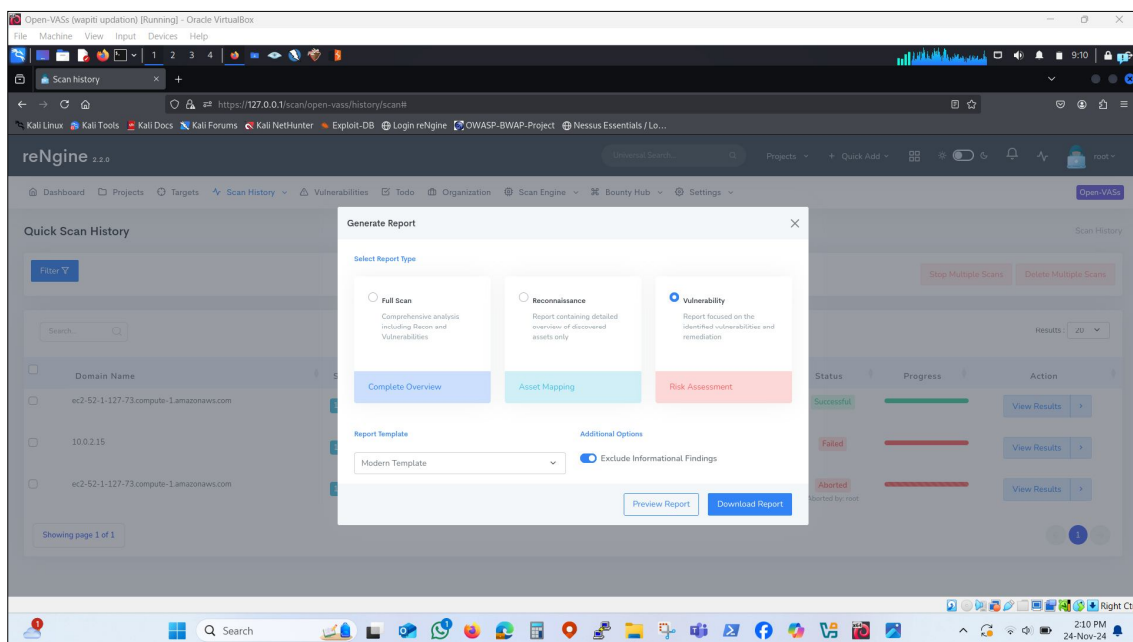 Open-VASs (wapiti updation) [Running] - Oracle VirtualBox
File Machine View Input Devices Help
1 2 3 4
9:10
Scan history × +
https://127.0.0.1/scan/open-vass/history/scan#
Kali Linux Kali Tools Kali Docs Kali Forums Kali NetHunter Exploit-DB Login reNgine OWASP-BWAP-Project Nessus Essentials / Lo...
reNgine 2.2.0 Universal Search... Projects + Quick Add root
Dashboard Projects Targets Scan History Vulnerabilities Todo Organization Scan Engine Bounty Hub Settings Open-VASs
Quick Scan History Scan History
Filter Stop Multiple Scans Delete Multiple Scans
Search... Results : 20
Domain Name S Status Progress Action
ec2-52-1-127-73.compute-1.amazonaws.com Successful View Results
10.0.2.15 Failed View Results
ec2-52-1-127-73.compute-1.amazonaws.com Aborted View Results
Aborted by: root
Showing page 1 of 1 1
Generate Report
Select Report Type
Full Scan
Comprehensive analysis
including Recon and
Vulnerabilities
Complete Overview
Reconnaissance
Report containing detailed
overview of discovered
assets only
Asset Mapping
Vulnerability
Report focused on the
identified vulnerabilities and
remediation
Risk Assessment
Report Template
Modern Template
Additional Options
Exclude Informational Findings
Preview Report Download Report
Right Ct
Search
2:10 PM
24-Nov-24